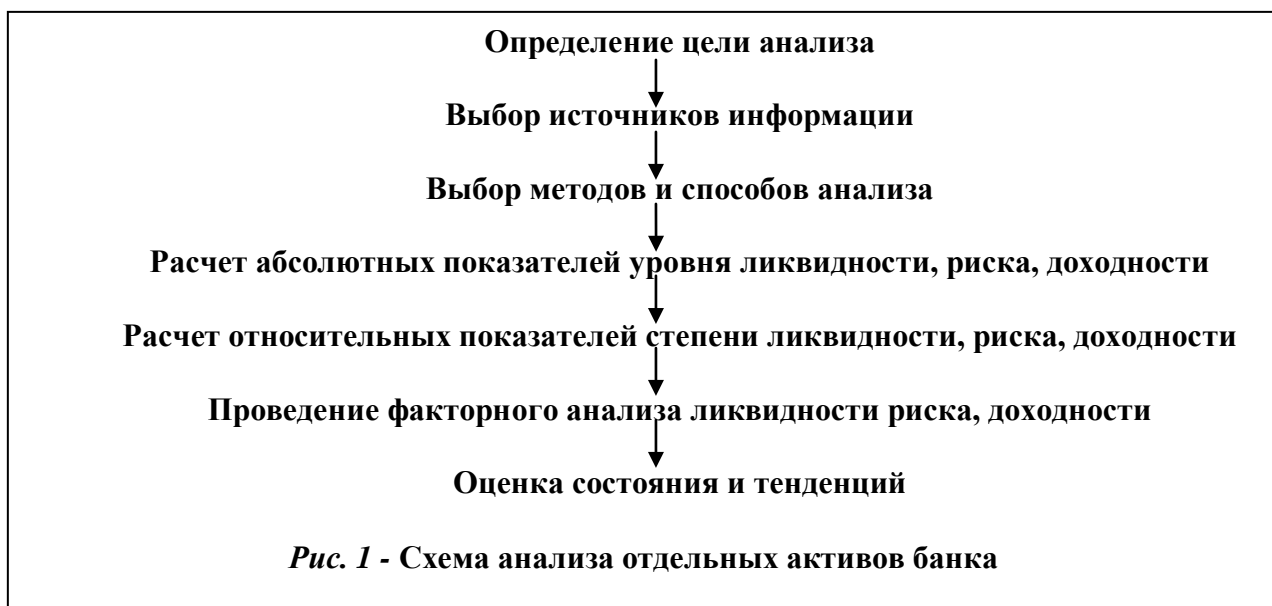 Определение цели анализа
Выбор источников информации
Выбор методов и способов анализа
Расчет абсолютных показателей уровня ликвидности, риска, доходности
Расчет относительных показателей степени ликвидности, риска, доходности
Проведение факторного анализа ликвидности риска, доходности
Оценка состояния и тенденций
Рис. 1 - Схема анализа отдельных активов банка